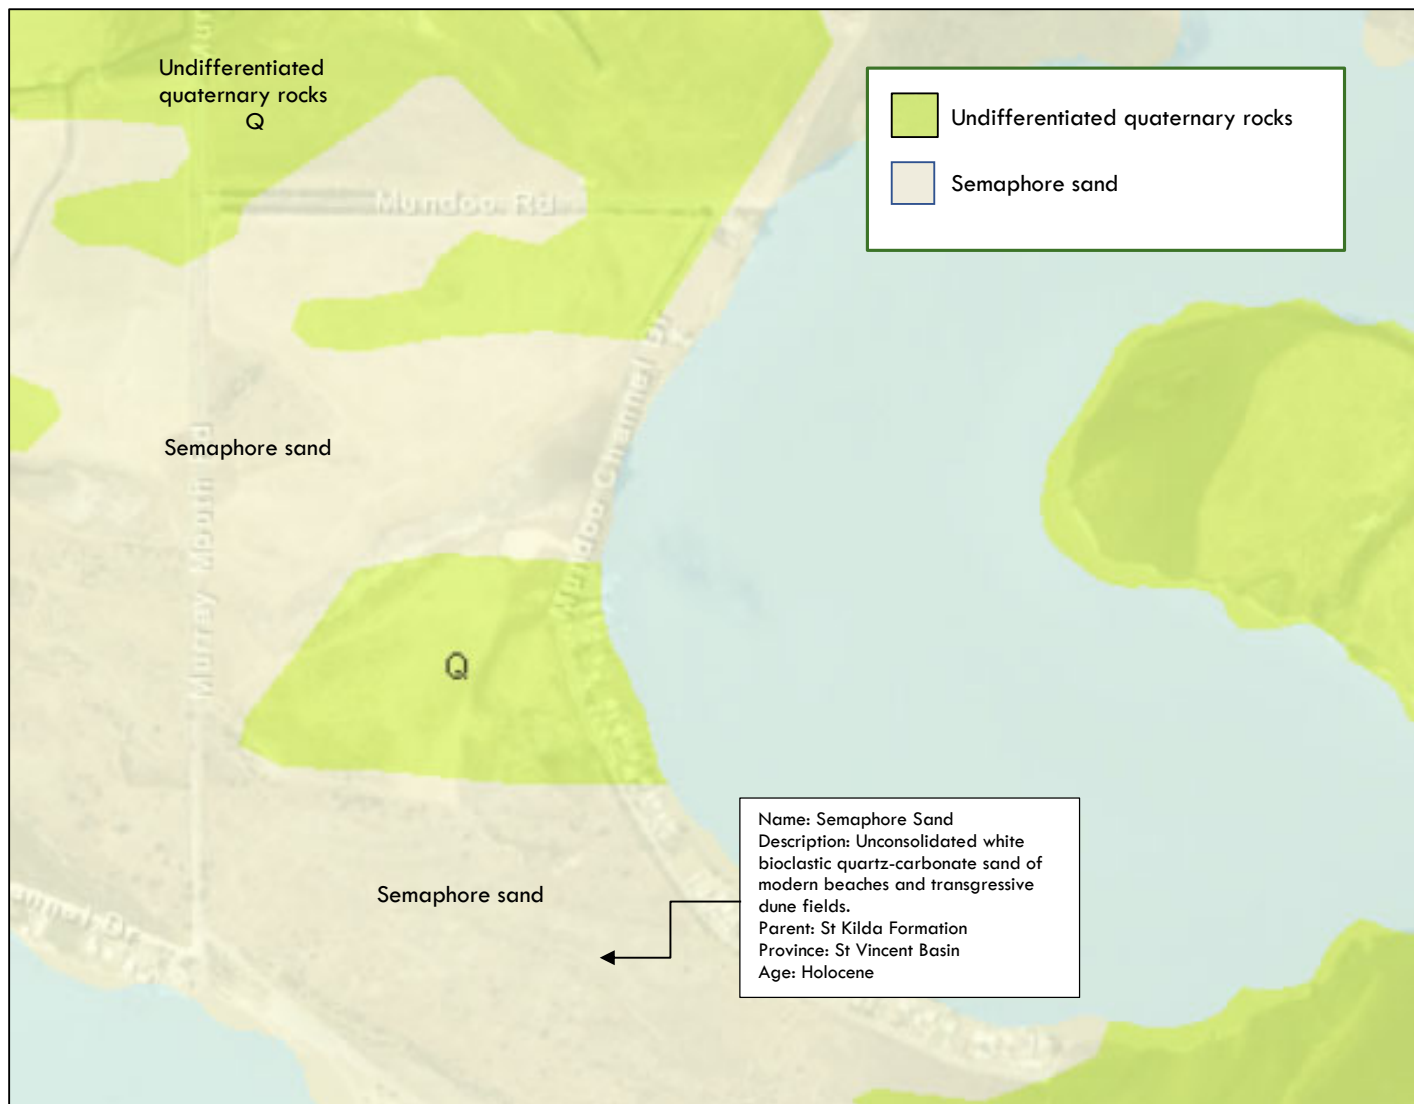 Undifferentiated
quaternary rocks
Q
Undifferentiated quaternary rocks
Semaphore sand
Mundoo Rd
Mundoo Channel Dr
Semaphore sand
Murray Mouth Rd
Q
Name: Semaphore Sand
Description: Unconsolidated white
bioclastic quartz-carbonate sand of
modern beaches and transgressive
dune fields.
Parent: St Kilda Formation
Province: St Vincent Basin
Age: Holocene
Semaphore sand
Dr